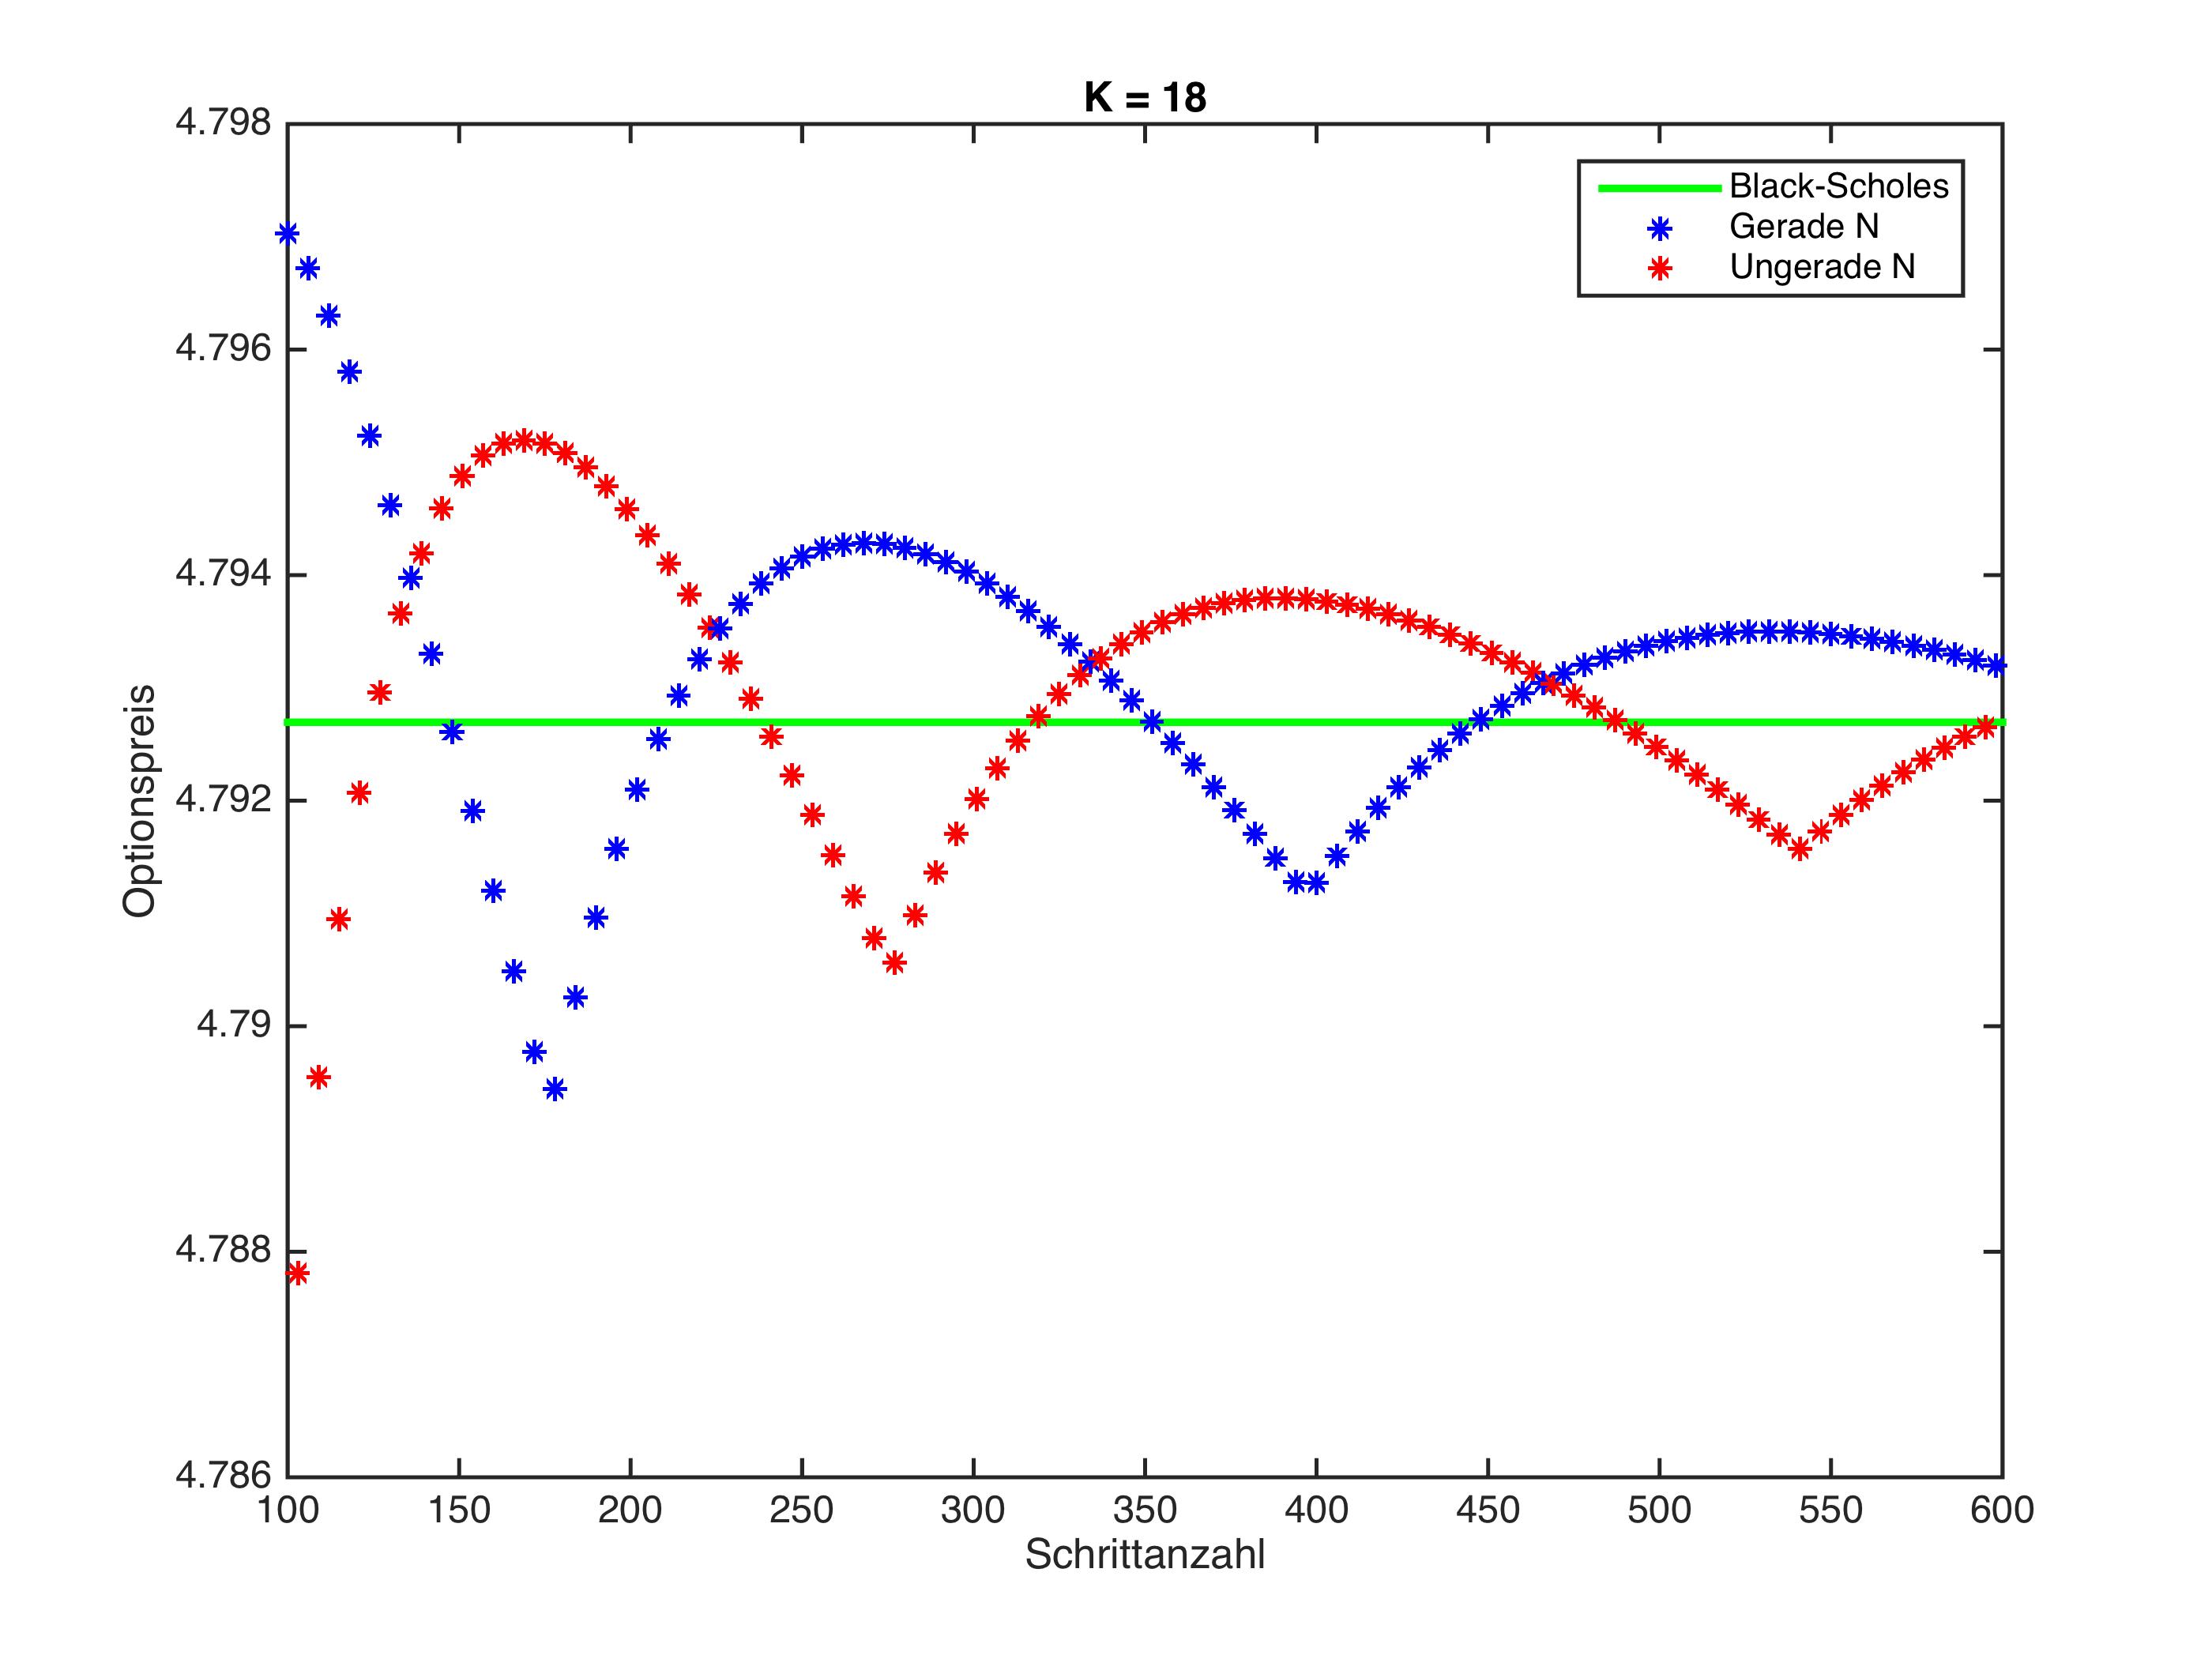 K = 18
4.798
4.796
4.794
4.792
4.79
4.788
4.786
Optionspreis
Black-Scholes
Gerade N
Ungerade N
100 150 200 250 300 350 400 450 500 550 600
Schrittanzahl